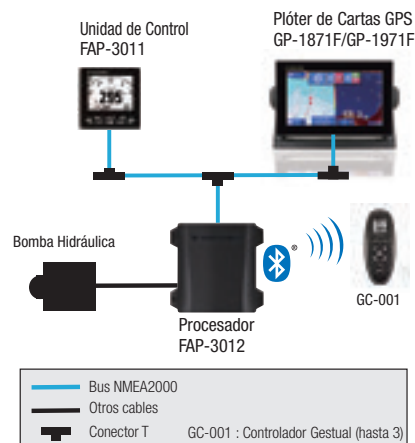 Unidad de Control
FAP-3011
Plóter de Cartas GPS
GP-1871F/GP-1971F
Bomba Hidráulica
®
GC-001
Procesador
FAP-3012
Bus NMEA2000
Otros cables
Conector T
GC-001 : Controlador Gestual (hasta 3)